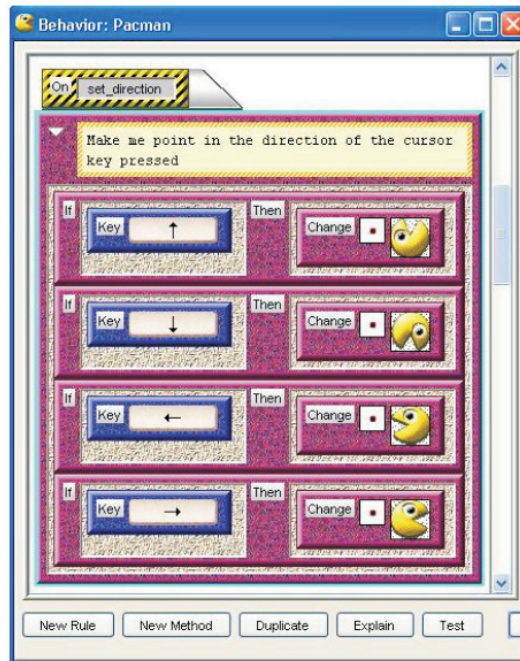 Behavior: Pacman
On set_direction
Make me point in the direction of the cursor
key pressed
If Key ↑ Then Change
If Key ↓ Then Change
If Key ← Then Change
If Key → Then Change
New Rule New Method Duplicate Explain Test